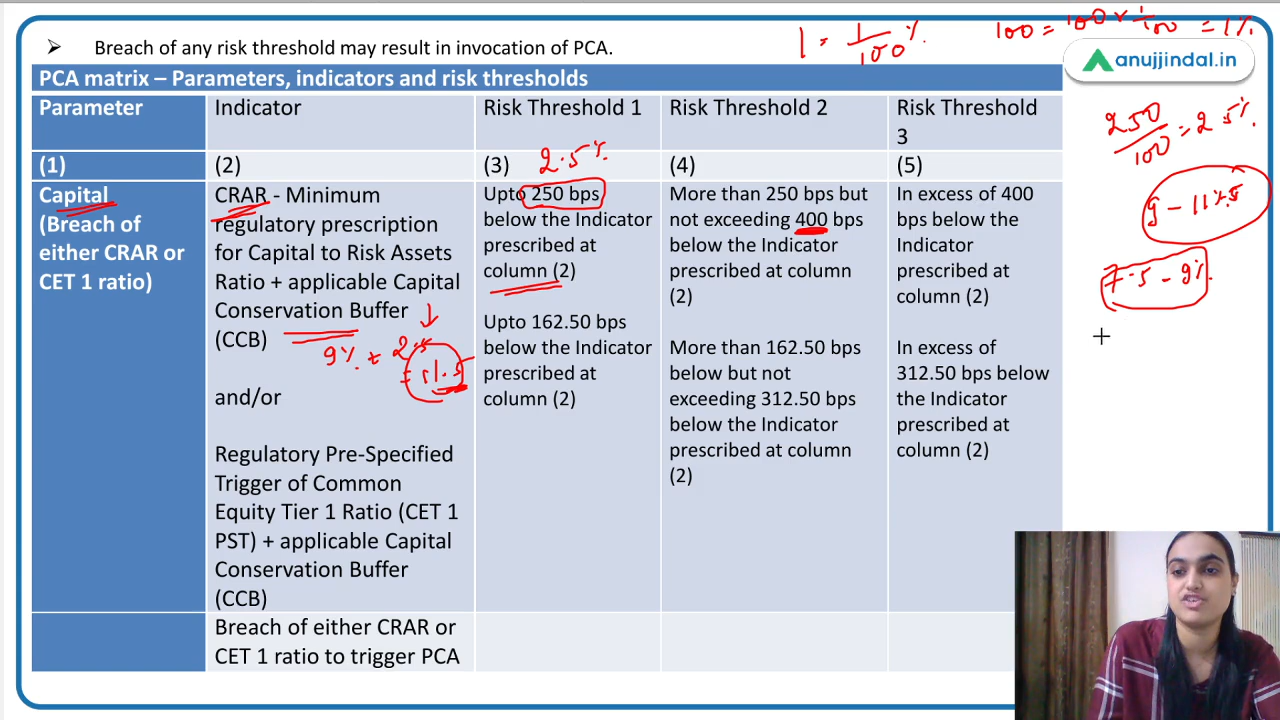 1 = 1/100 %. 100 = 100 x 1/100 = 1%
➢ Breach of any risk threshold may result in invocation of PCA.
anujjindal.in
PCA matrix – Parameters, indicators and risk thresholds
Parameter
Indicator
Risk Threshold 1
Risk Threshold 2
Risk Threshold
3
250/100 = 2.5%.
2.5%.
(1)
(2)
(3)
(4)
(5)
Capital
(Breach of
either CRAR or
CET 1 ratio)
CRAR - Minimum
regulatory prescription
for Capital to Risk Assets
Ratio + applicable Capital
Conservation Buffer
(CCB)
9% + 2.5
= 11.5
and/or
Regulatory Pre-Specified
Trigger of Common
Equity Tier 1 Ratio (CET 1
PST) + applicable Capital
Conservation Buffer
(CCB)
Upto 250 bps
below the Indicator
prescribed at
column (2)
Upto 162.50 bps
below the Indicator
prescribed at
column (2)
More than 250 bps but
not exceeding 400 bps
below the Indicator
prescribed at column
(2)
More than 162.50 bps
below but not
exceeding 312.50 bps
below the Indicator
prescribed at column
(2)
In excess of 400
bps below the
Indicator
prescribed at
column (2)
In excess of
312.50 bps below
the Indicator
prescribed at
column (2)
9 - 11.5%
7.5 - 9%.
Breach of either CRAR or
CET 1 ratio to trigger PCA